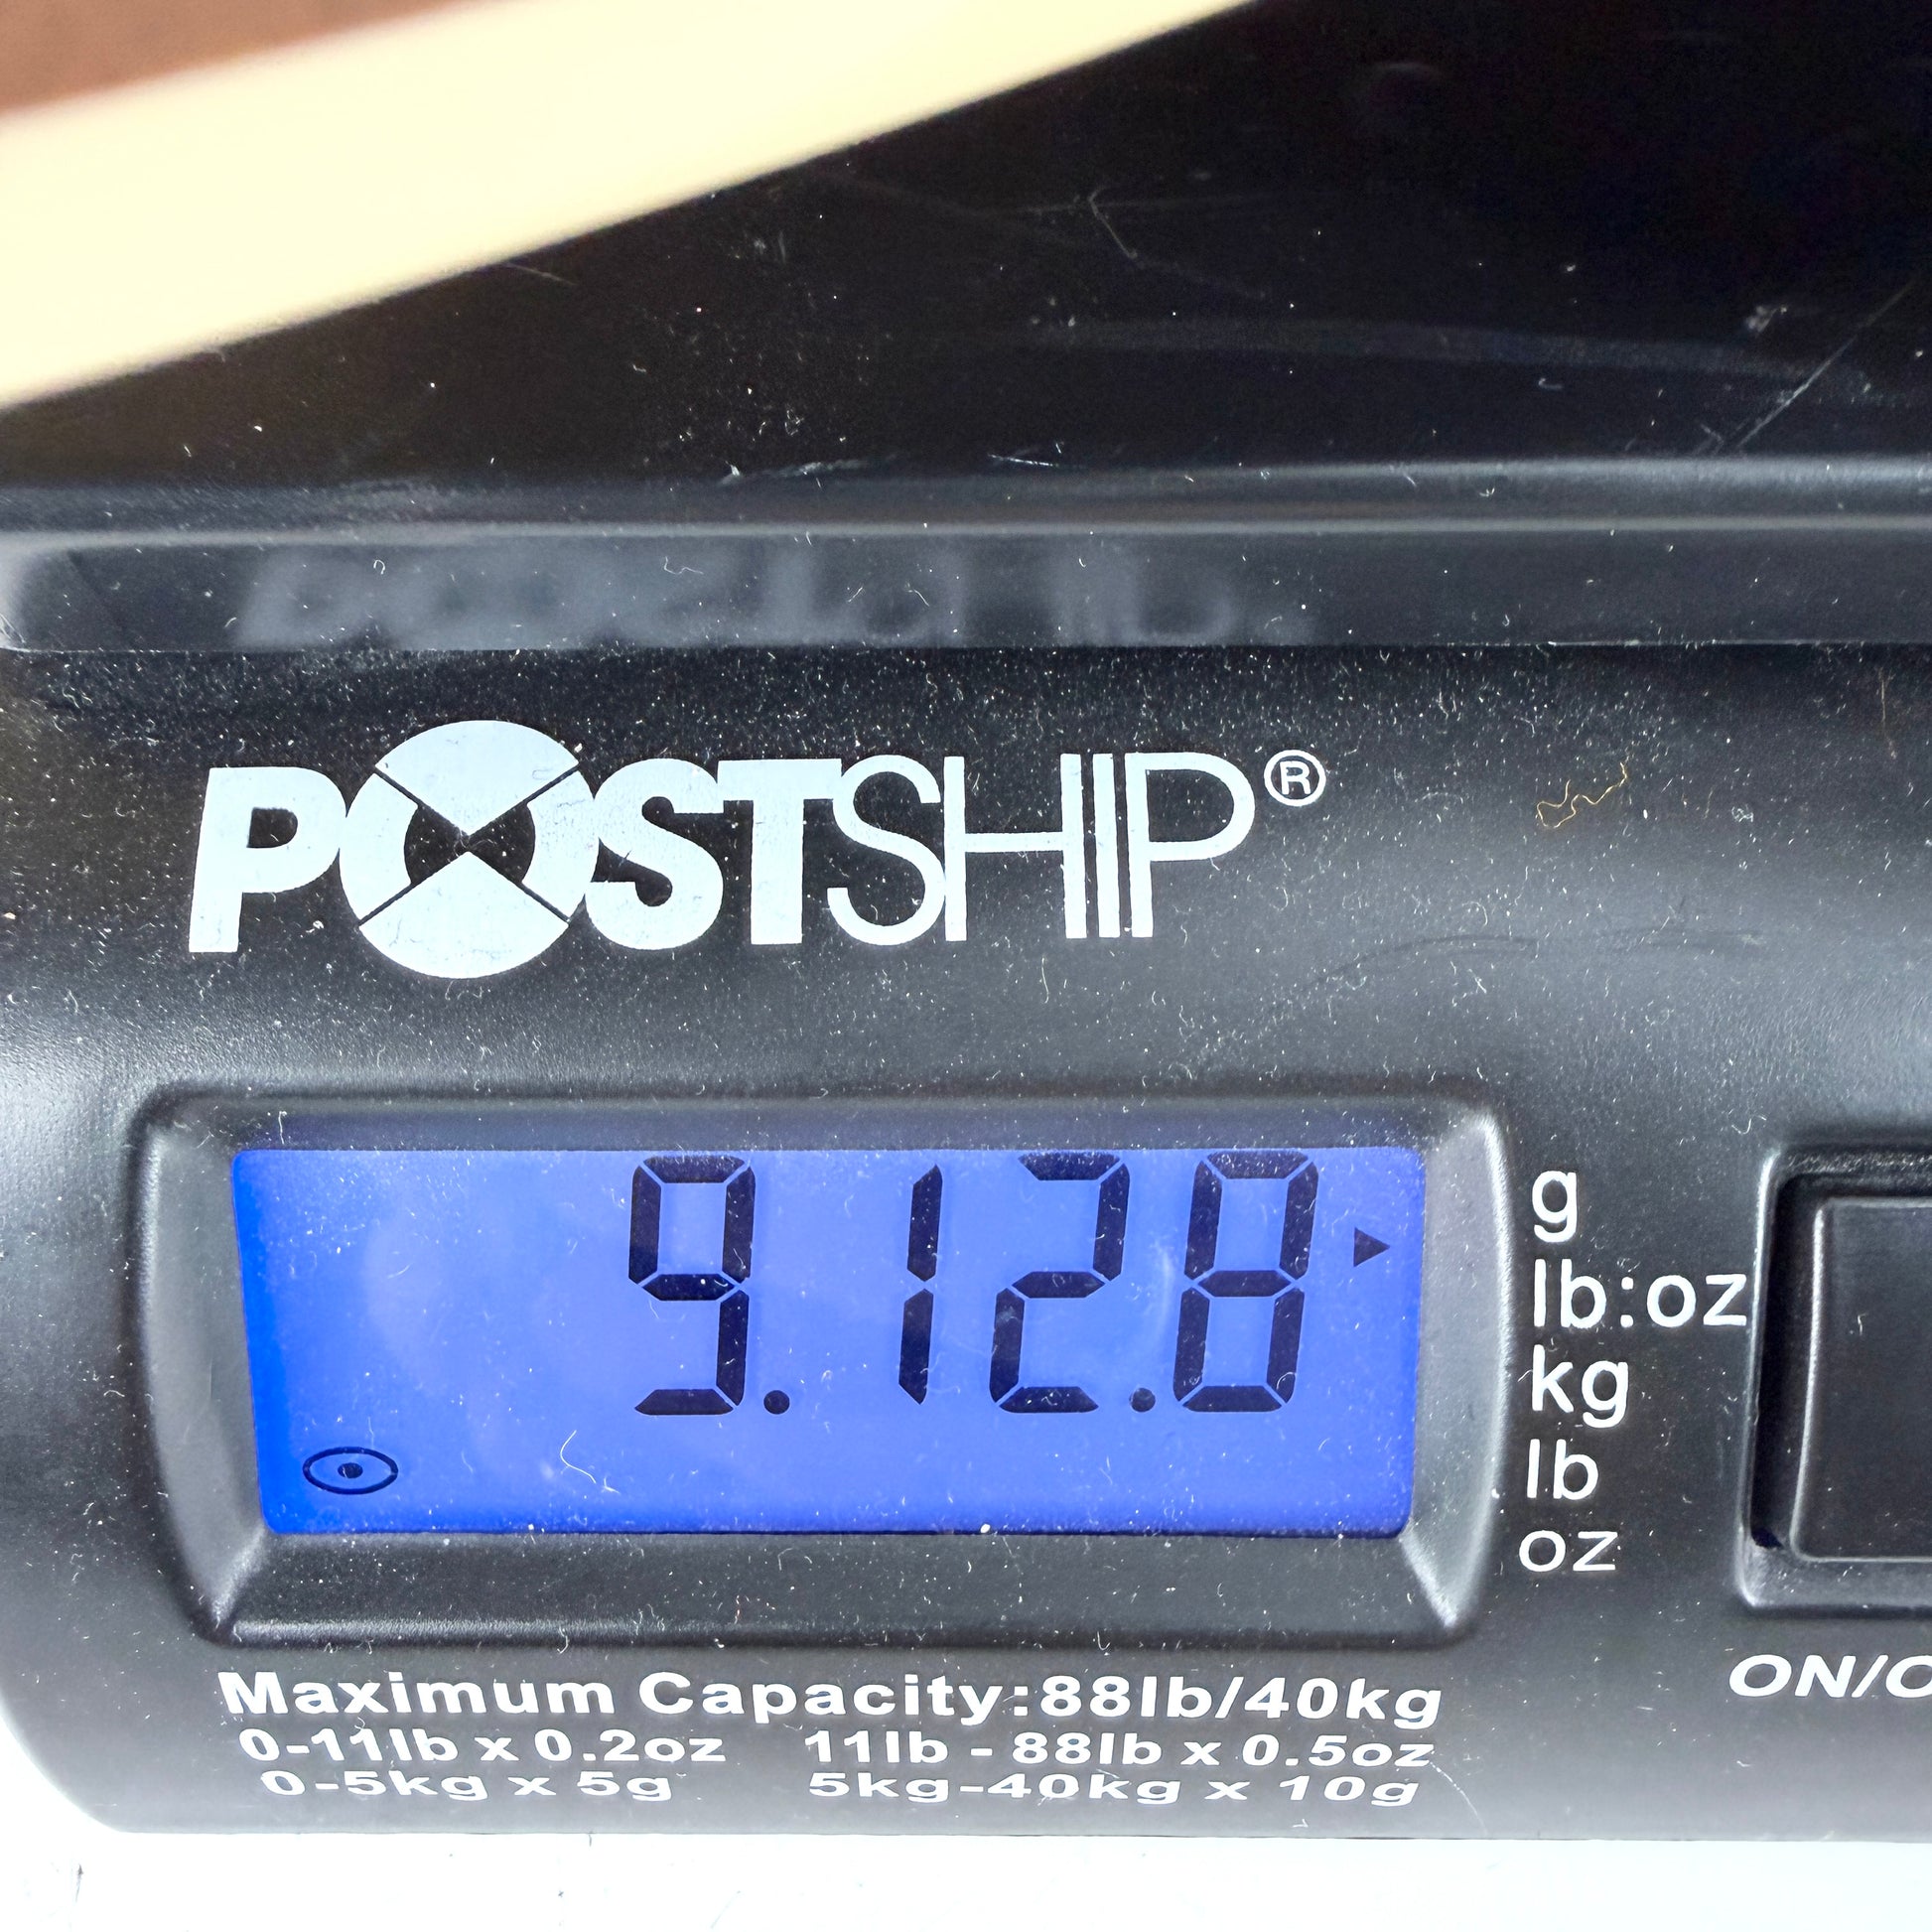 POSTSHIP®
9.12.8
g
lb:oz
kg
lb
oz
ON/O
Maximum Capacity:88lb/40kg
0-11lb x 0.2oz 11lb - 88lb x 0.5oz
0-5kg x 5g 5kg-40kg x 10g